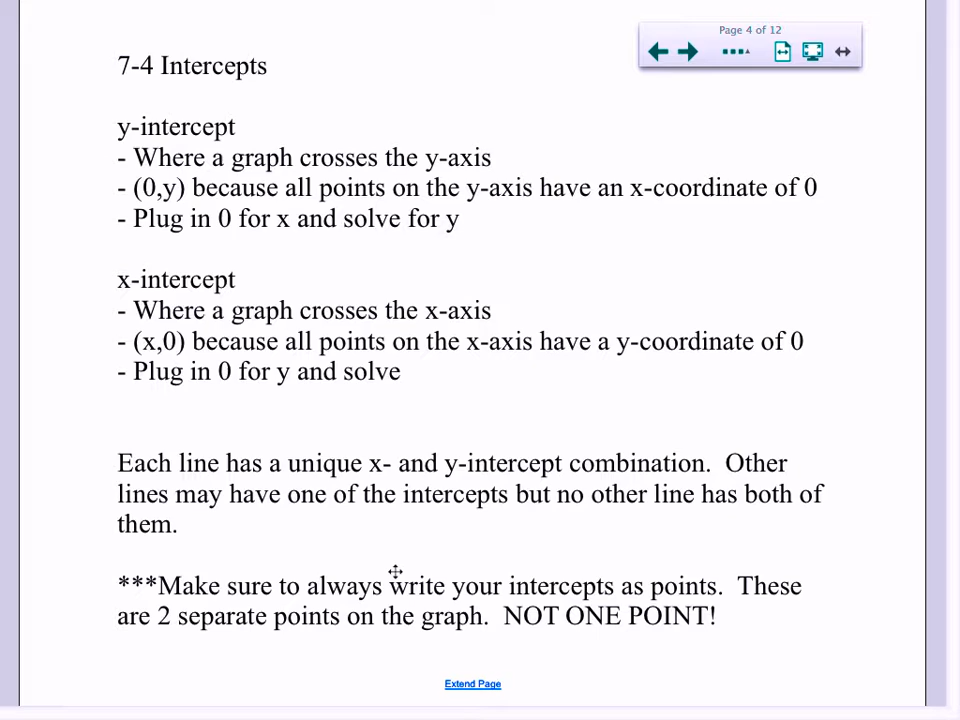 Page 4 of 12
7-4 Intercepts
y-intercept
- Where a graph crosses the y-axis
- (0,y) because all points on the y-axis have an x-coordinate of 0
- Plug in 0 for x and solve for y
x-intercept
- Where a graph crosses the x-axis
- (x,0) because all points on the x-axis have a y-coordinate of 0
- Plug in 0 for y and solve
Each line has a unique x- and y-intercept combination.  Other
lines may have one of the intercepts but no other line has both of
them.
***Make sure to always write your intercepts as points.  These
are 2 separate points on the graph.  NOT ONE POINT!
Extend Page